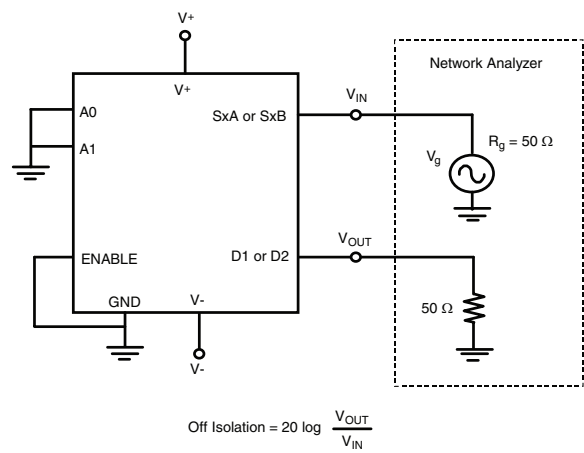 V+
V+
Network Analyzer
A0
SxA or SxB
VIN
A1
Vg
Rg = 50 Ω
VOUT
ENABLE
D1 or D2
GND
V-
50 Ω
V-
Off Isolation = 20 log VOUT
VIN